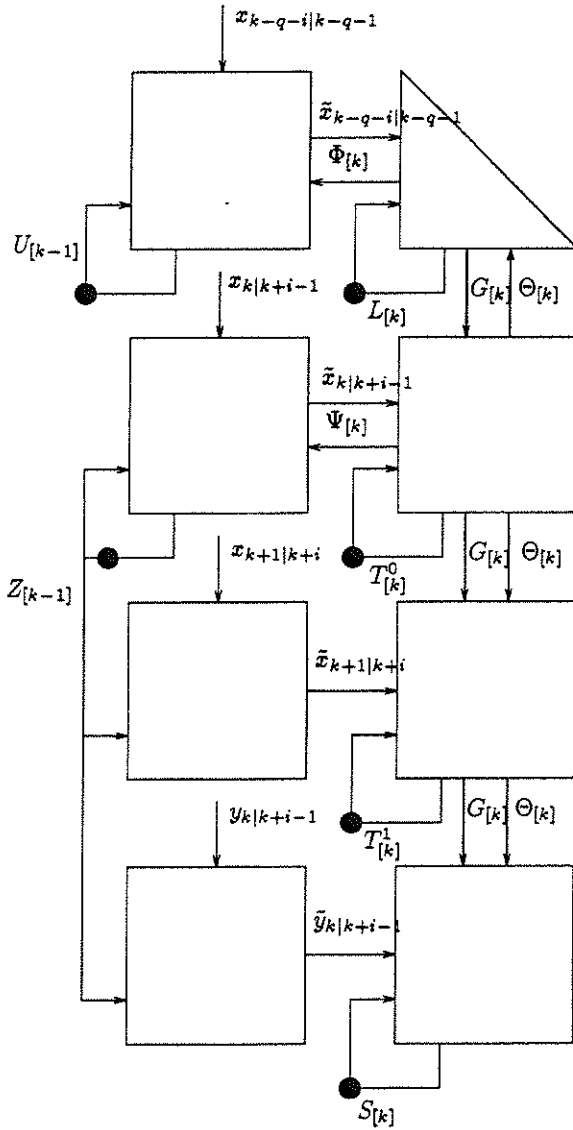 x_{k-q-i|k-q-1}
x̃_{k-q-i|k-q-1}
Φ_{[k]}
U_{[k-1]}
L_{[k]}
G_{[k]} Θ_{[k]}
x_{k|k+i-1}
x̃_{k|k+i-1}
Ψ_{[k]}
T^0_{[k]}
G_{[k]} Θ_{[k]}
x_{k+1|k+i}
Z_{[k-1]}
x̃_{k+1|k+i}
T^1_{[k]}
G_{[k]} Θ_{[k]}
y_{k|k+i-1}
ỹ_{k|k+i-1}
S_{[k]}